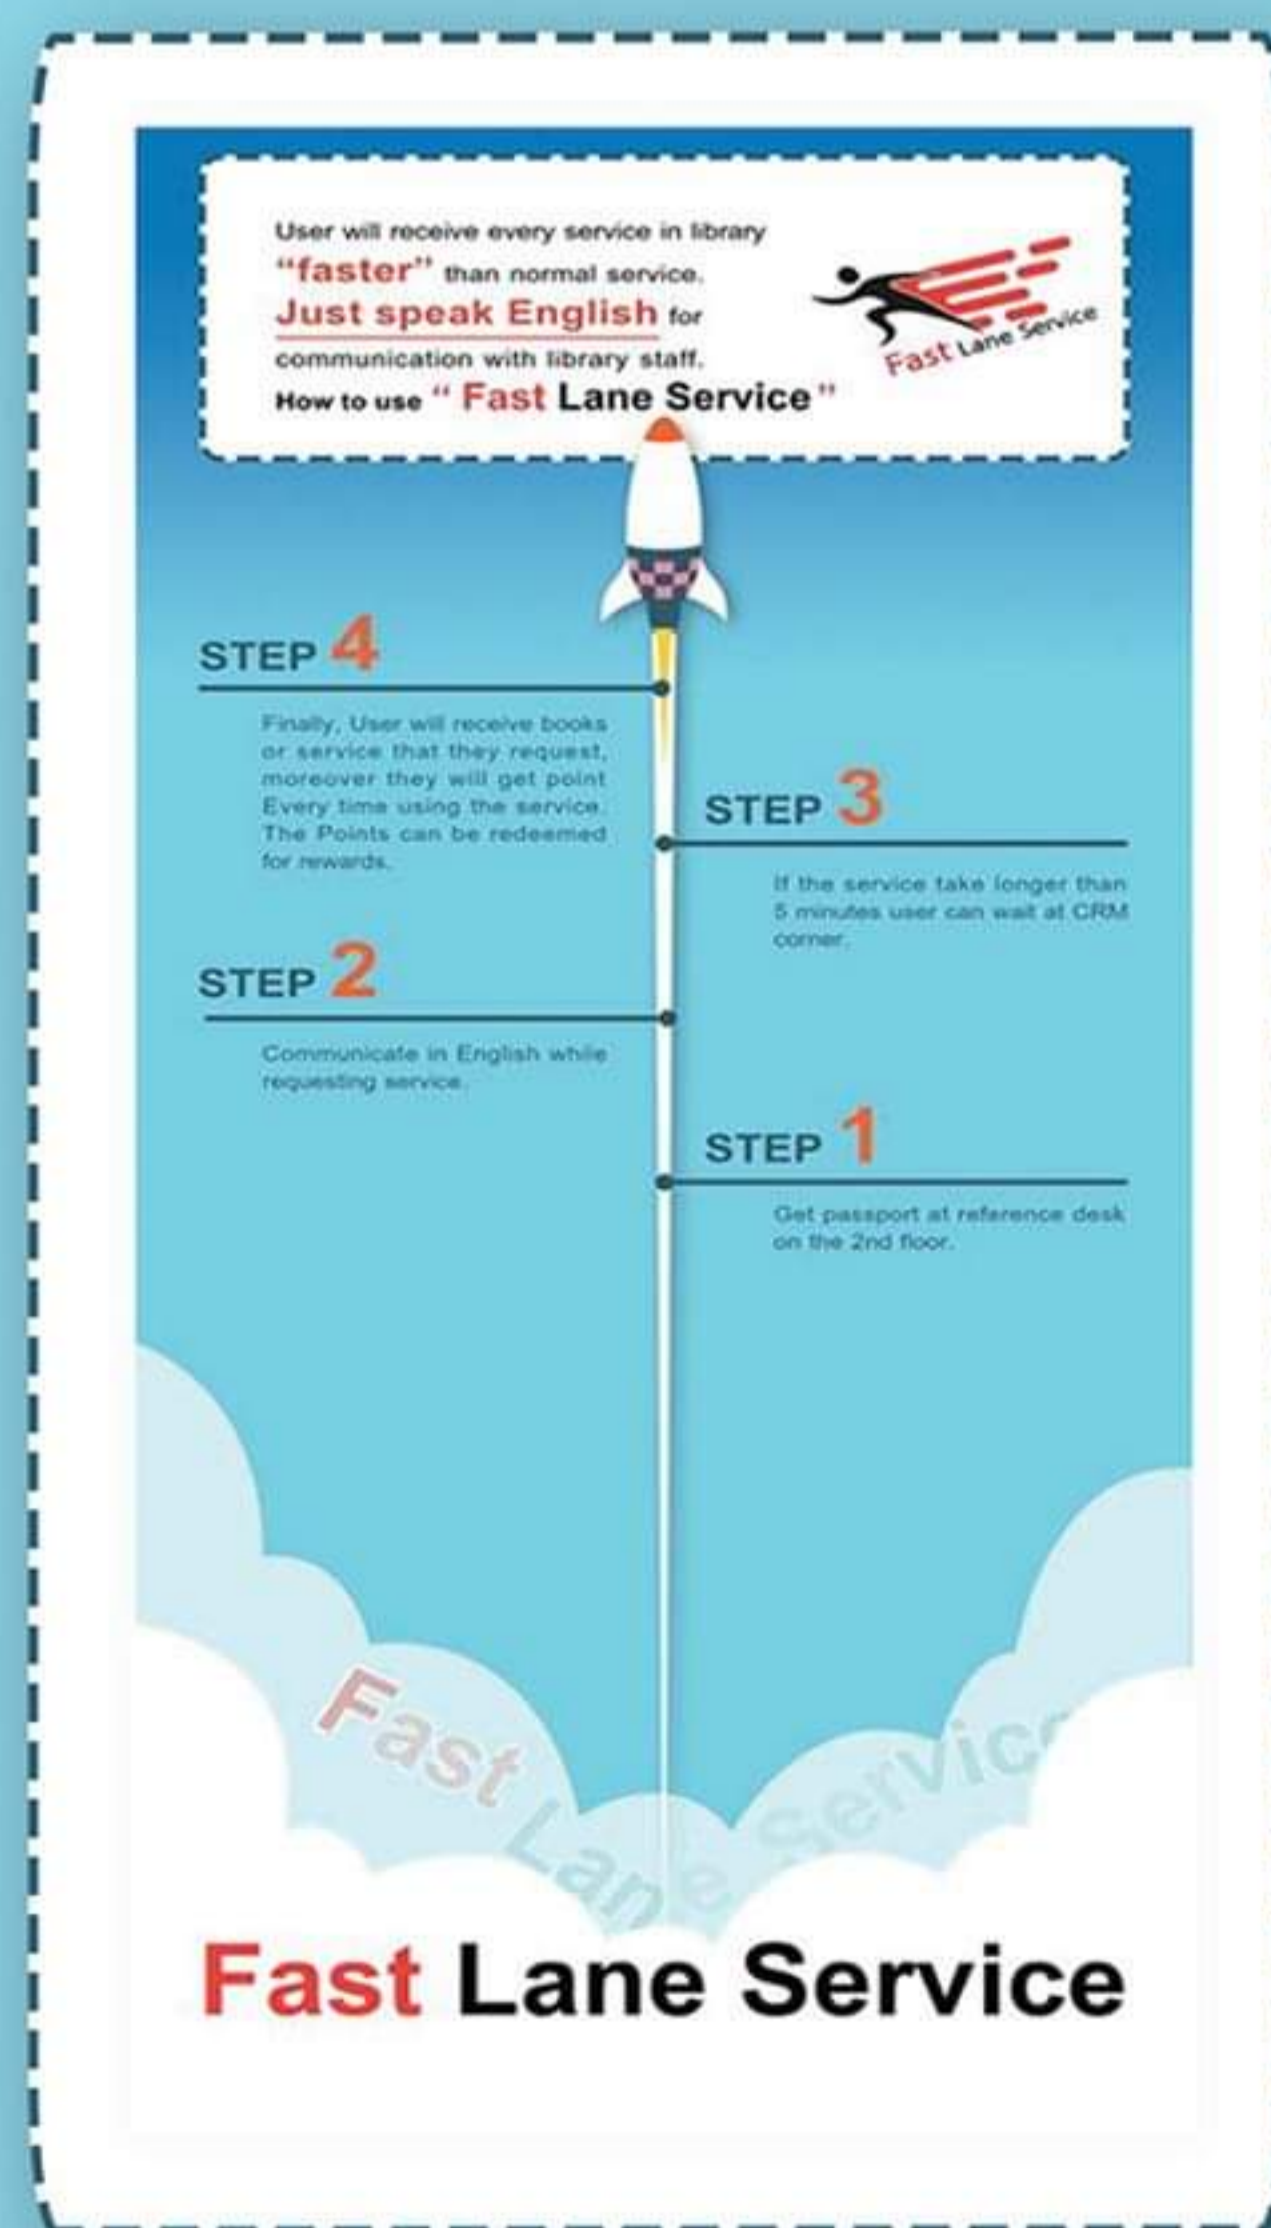 User will receive every service in library
“faster” than normal service.
Just speak English for
communication with library staff.
How to use “ Fast Lane Service ”
Fast Lane Service
STEP 4
Finally, User will receive books
or service that they request,
moreover they will get point
Every time using the service.
The Points can be redeemed
for rewards.
STEP 3
If the service take longer than
5 minutes user can wait at CRM
corner.
STEP 2
Communicate in English while
requesting service.
STEP 1
Get passport at reference desk
on the 2nd floor.
Fast Lane Service
Fast Lane Service